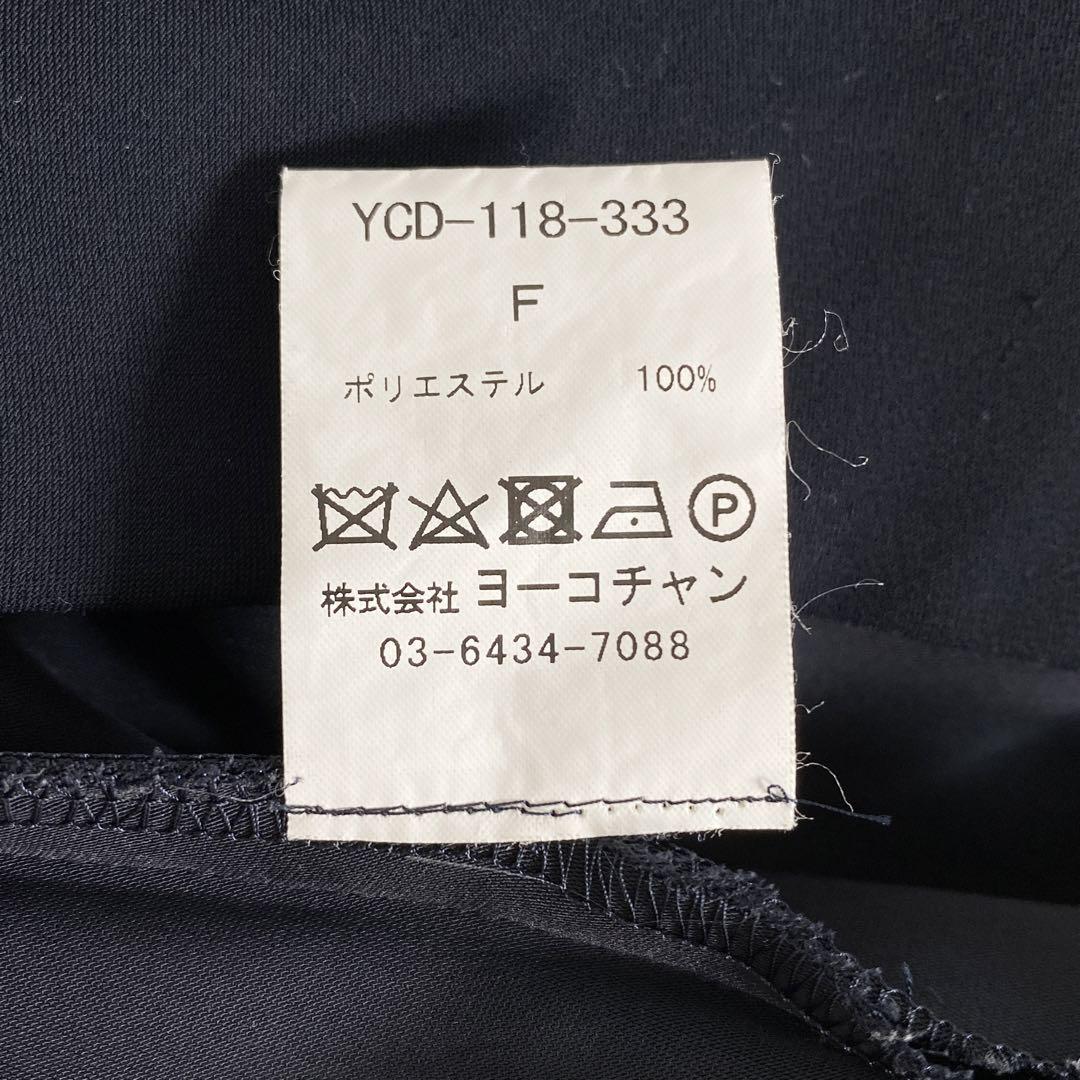 YCD-118-333
F
ポリエステル 100%
P
株式会社 ヨーコチャン
03-6434-7088